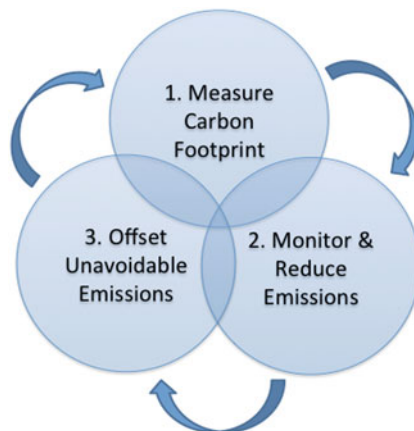 1. Measure
Carbon
Footprint
2. Monitor &
Reduce
Emissions
3. Offset
Unavoidable
Emissions